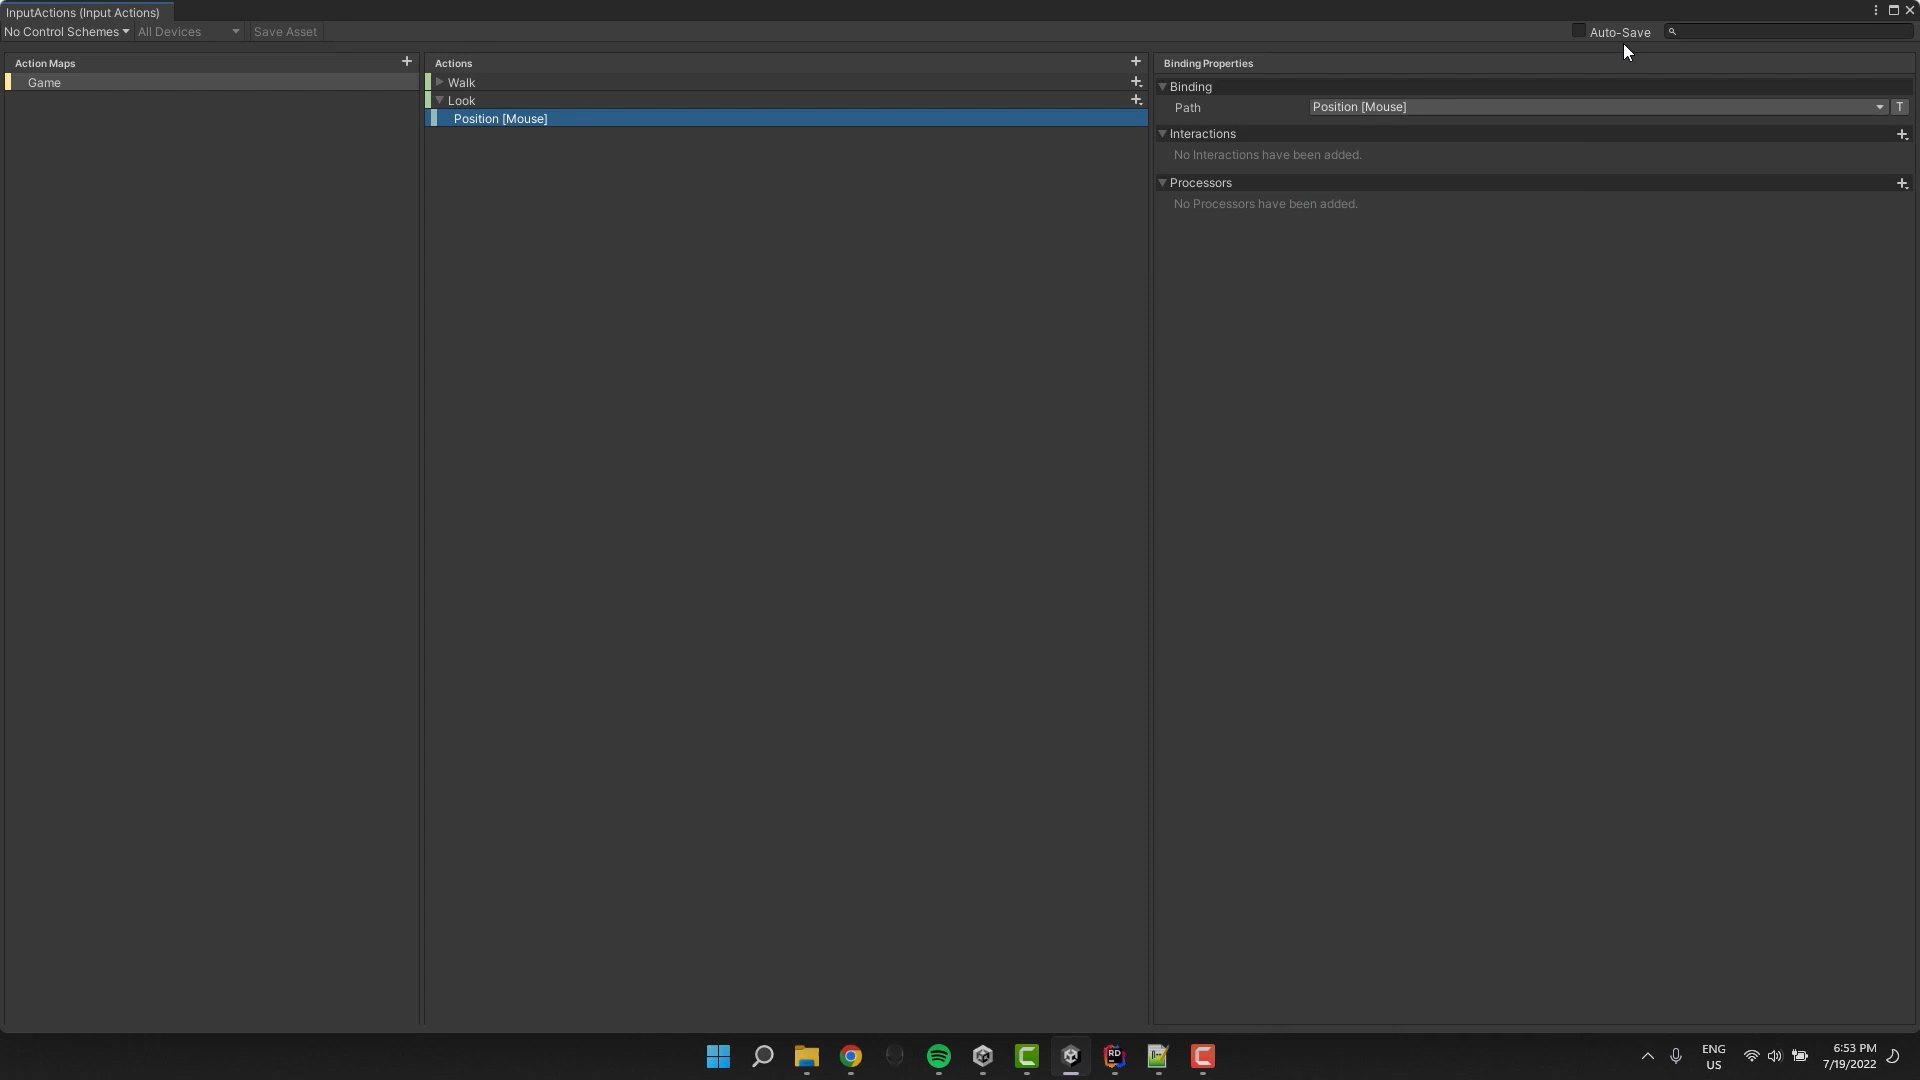 InputActions (Input Actions)
No Control Schemes All Devices Save Asset Auto-Save
Action Maps
Game
Actions
Walk
Look
Position [Mouse]
Binding Properties
Binding
Path Position [Mouse] T
Interactions
No Interactions have been added.
Processors
No Processors have been added.
RD
ENG
US
6:53 PM
7/19/2022